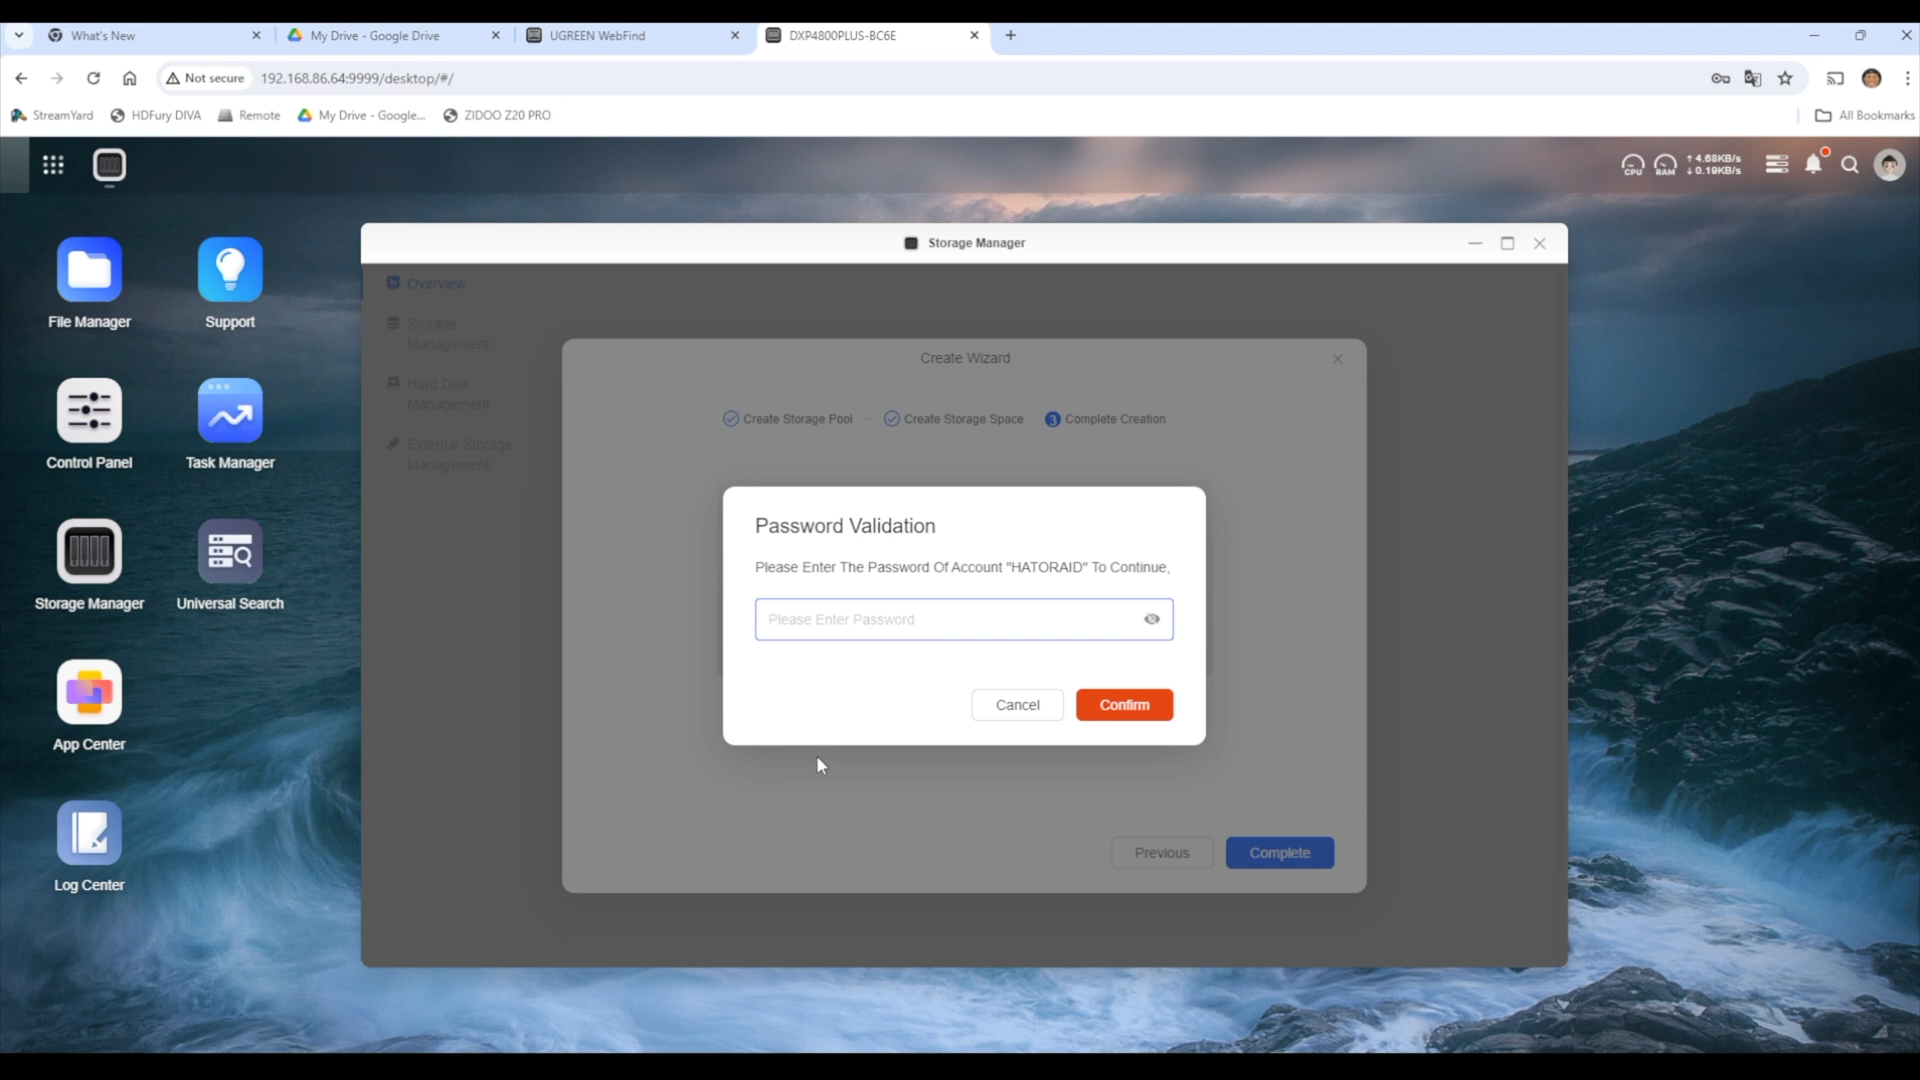 What's New
My Drive - Google Drive
UGREEN WebFind
DXP4800PLUS-BC6E
Not secure
192.168.86.64:9999/desktop/#/
StreamYard
HDFury DIVA
Remote
My Drive - Google...
ZIDOO Z20 PRO
All Bookmarks
CPU
RAM
↑ 4.68KB/s
↓ 0.19KB/s
File Manager
Support
Control Panel
Task Manager
Storage Manager
Universal Search
App Center
Log Center
Storage Manager
Overview
Storage
Management
Hard Disk
Management
External Storage
Management
Create Wizard
Create Storage Pool
Create Storage Space
3 Complete Creation
Password Validation
Please Enter The Password Of Account "HATORAID" To Continue,
Please Enter Password
Cancel
Confirm
Previous
Complete